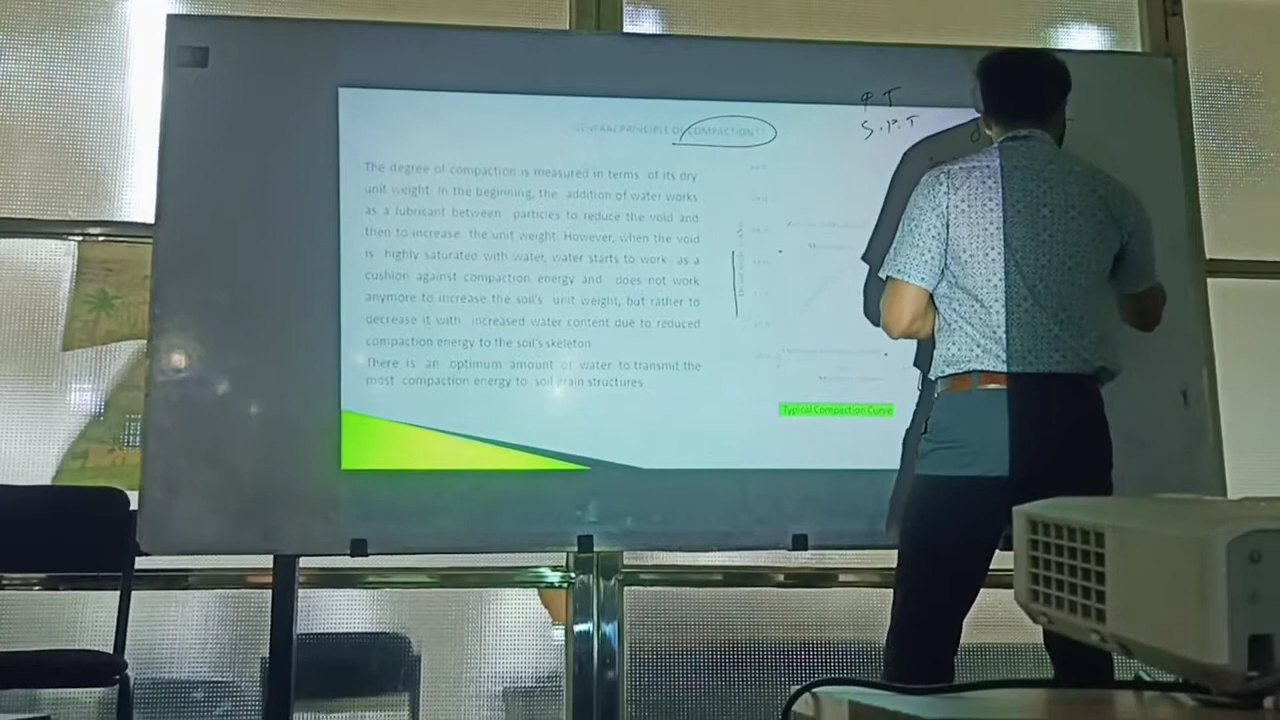 PRINCIPLE OF COMPACTION
P T
S.P.T
The degree of compaction is measured in terms of its dry
unit weight. In the beginning, the addition of water works
as a lubricant between particles to reduce the void and
then to increase the unit weight. However, when the void
is highly saturated with water, water starts to work as a
cushion against compaction energy and does not work
anymore to increase the soil's unit weight, but rather to
decrease it with increased water content due to reduced
compaction energy to the soil's skeleton
There is an optimum amount of water to transmit the
most compaction energy to soil grain structures
Typical Compaction Curve